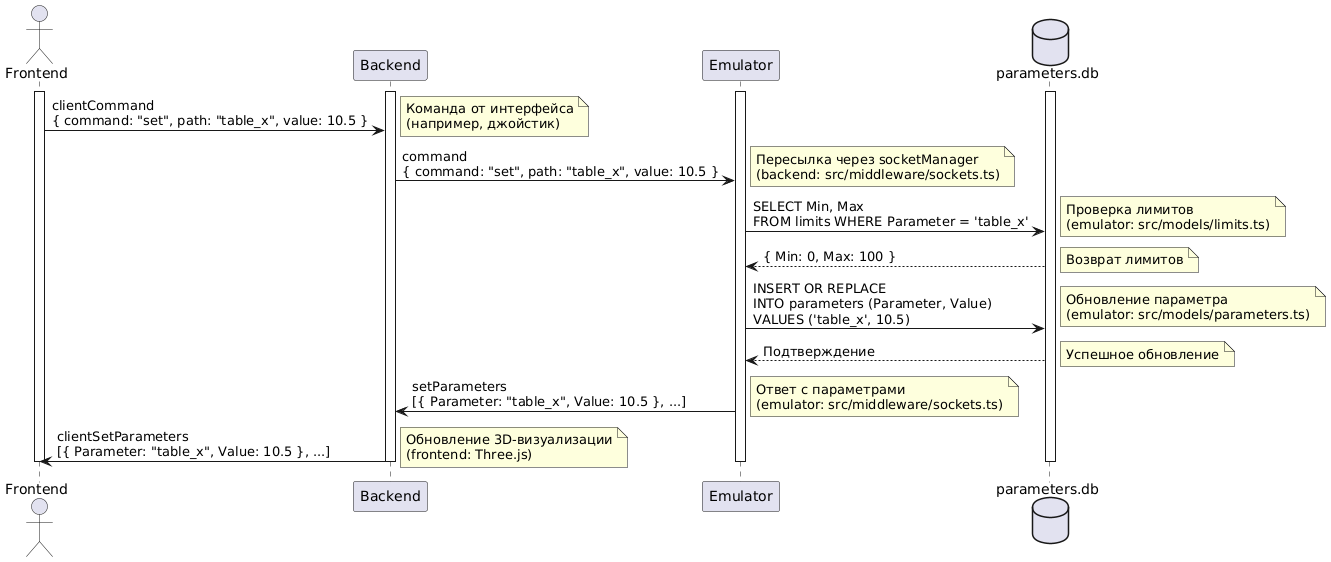 Frontend
Backend
Emulator
parameters.db
clientCommand
{ command: "set", path: "table_x", value: 10.5 }
Команда от интерфейса
(например, джойстик)
command
{ command: "set", path: "table_x", value: 10.5 }
Пересылка через socketManager
(backend: src/middleware/sockets.ts)
SELECT Min, Max
FROM limits WHERE Parameter = 'table_x'
Проверка лимитов
(emulator: src/models/limits.ts)
{ Min: 0, Max: 100 }
Возврат лимитов
INSERT OR REPLACE
INTO parameters (Parameter, Value)
VALUES ('table_x', 10.5)
Обновление параметра
(emulator: src/models/parameters.ts)
Подтверждение
Успешное обновление
setParameters
[{ Parameter: "table_x", Value: 10.5 }, ...]
Ответ с параметрами
(emulator: src/middleware/sockets.ts)
clientSetParameters
[{ Parameter: "table_x", Value: 10.5 }, ...]
Обновление 3D-визуализации
(frontend: Three.js)
Frontend
Backend
Emulator
parameters.db